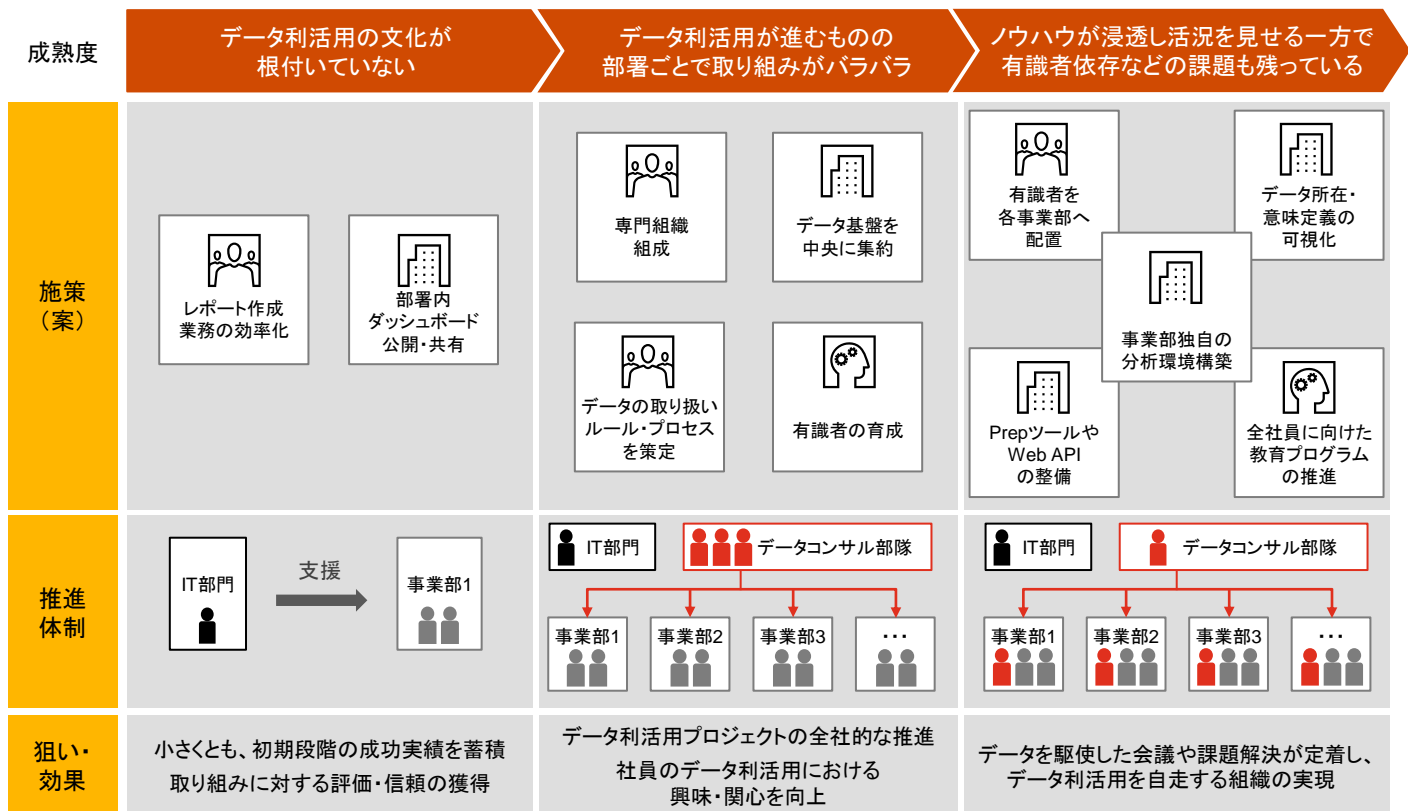 成熟度
データ利活用の文化が
根付いていない
データ利活用が進むものの
部署ごとで取り組みがバラバラ
ノウハウが浸透し活況を見せる一方で
有識者依存などの課題も残っている
施策
（案）
レポート作成
業務の効率化
部署内
ダッシュボード
公開・共有
専門組織
組成
データ基盤を
中央に集約
データの取り扱い
ルール・プロセス
を策定
有識者の育成
有識者を
各事業部へ
配置
データ所在・
意味定義の
可視化
事業部独自の
分析環境構築
Prepツールや
Web API
の整備
全社員に向けた
教育プログラム
の推進
推進
体制
IT部門
支援
事業部1
IT部門
データコンサル部隊
事業部1
事業部2
事業部3
…
IT部門
データコンサル部隊
事業部1
事業部2
事業部3
…
狙い・
効果
小さくとも、初期段階の成功実績を蓄積
取り組みに対する評価・信頼の獲得
データ利活用プロジェクトの全社的な推進
社員のデータ利活用における
興味・関心を向上
データを駆使した会議や課題解決が定着し、
データ利活用を自走する組織の実現